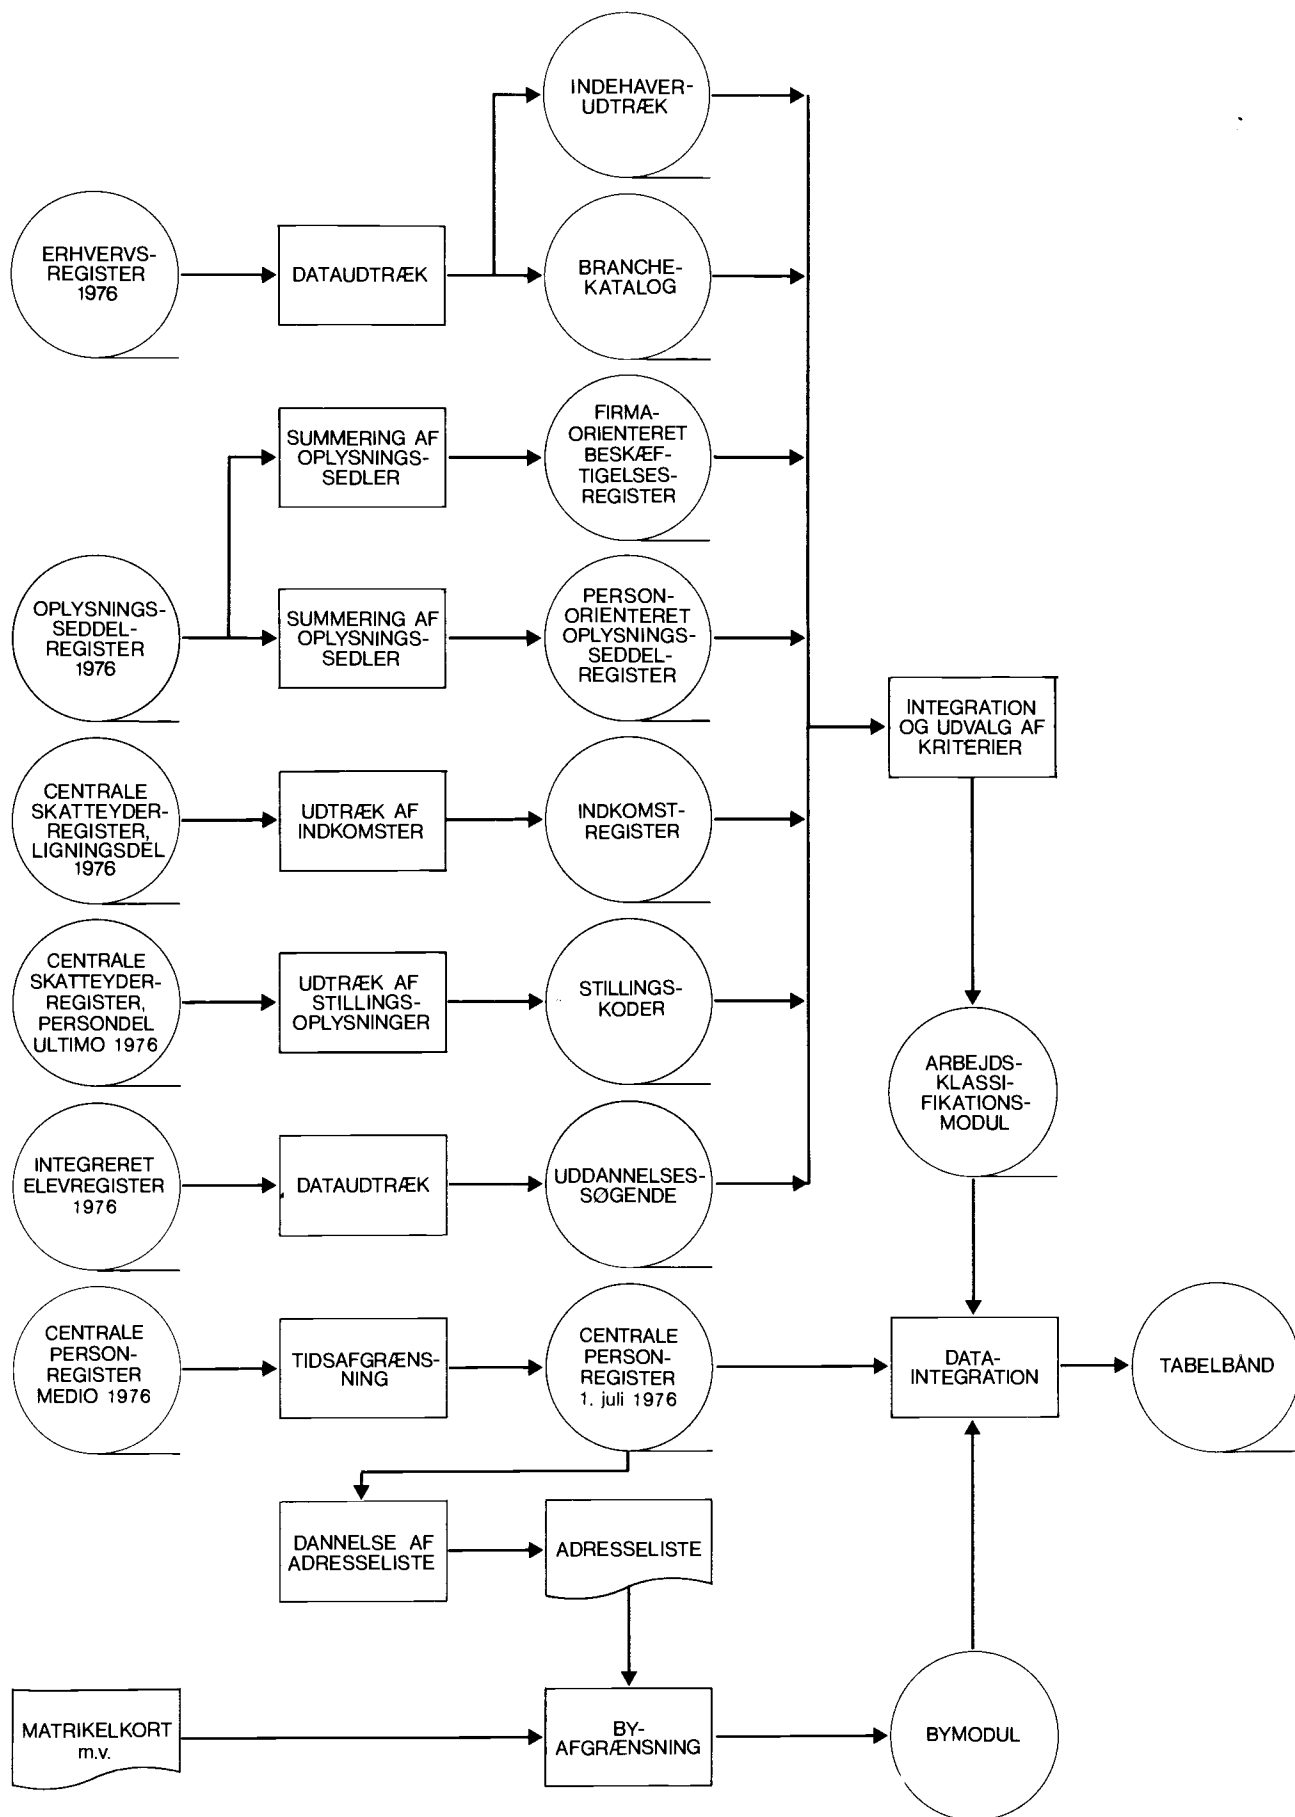 INDEHAVER-
UDTRÆK
ERHVERVS-
REGISTER
1976
DATAUDTRÆK
BRANCHE-
KATALOG
SUMMERING AF
OPLYSNINGS-
SEDLER
FIRMA-
ORIENTERET
BESKÆF-
TIGELSES-
REGISTER
OPLYSNINGS-
SEDDEL-
REGISTER
1976
SUMMERING AF
OPLYSNINGS-
SEDLER
PERSON-
ORIENTERET
OPLYSNINGS-
SEDDEL-
REGISTER
INTEGRATION
OG UDVALG AF
KRITERIER
CENTRALE
SKATTEYDER-
REGISTER,
LIGNINGSDEL
1976
UDTRÆK AF
INDKOMSTER
INDKOMST-
REGISTER
CENTRALE
SKATTEYDER-
REGISTER,
PERSONDEL
ULTIMO 1976
UDTRÆK AF
STILLINGS-
OPLYSNINGER
STILLINGS-
KODER
ARBEJDS-
KLASSI-
FIKATIONS-
MODUL
INTEGRERET
ELEVREGISTER
1976
DATAUDTRÆK
UDDANNELSES-
SØGENDE
CENTRALE
PERSON-
REGISTER
MEDIO 1976
TIDSAFGRÆNS-
NING
CENTRALE
PERSON-
REGISTER
1. juli 1976
DATA-
INTEGRATION
TABELBÅND
DANNELSE AF
ADRESSELISTE
ADRESSELISTE
MATRIKELKORT
m.v.
BY-
AFGRÆNSNING
BYMODUL